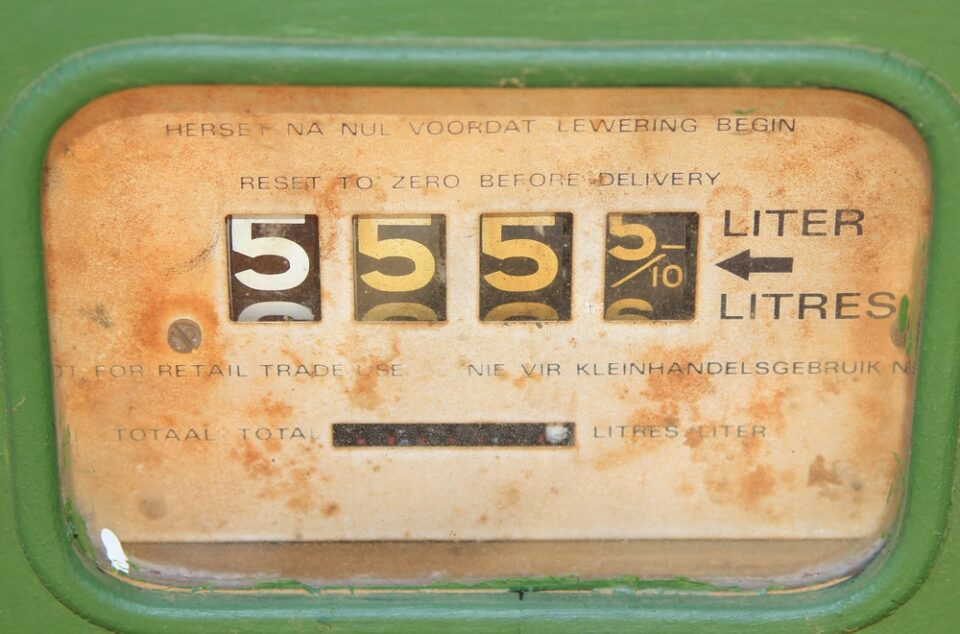 HERSET NA NUL VOORDAT LEWERING BEGIN
RESET TO ZERO BEFORE DELIVERY
LITER
5 5 5 5/10
LITRES
FOR RETAIL TRADE USE NIE VIR KLEINHANDELSGEBRUIK
TOTAAL TOTAL LITRES LITER